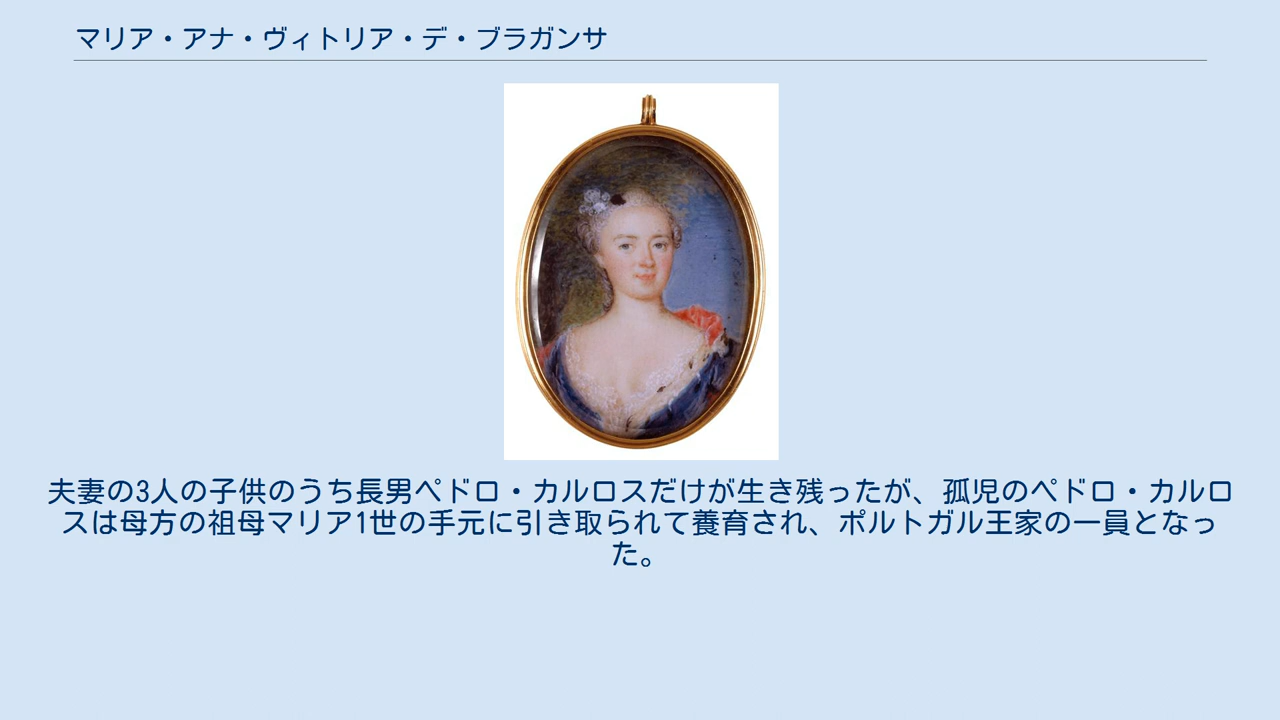 マリア・アナ・ヴィトリア・デ・ブラガンサ
夫妻の3人の子供のうち長男ペドロ・カルロスだけが生き残ったが、孤児のペドロ・カルロ
スは母方の祖母マリア1世の手元に引き取られて養育され、ポルトガル王家の一員となっ
た。